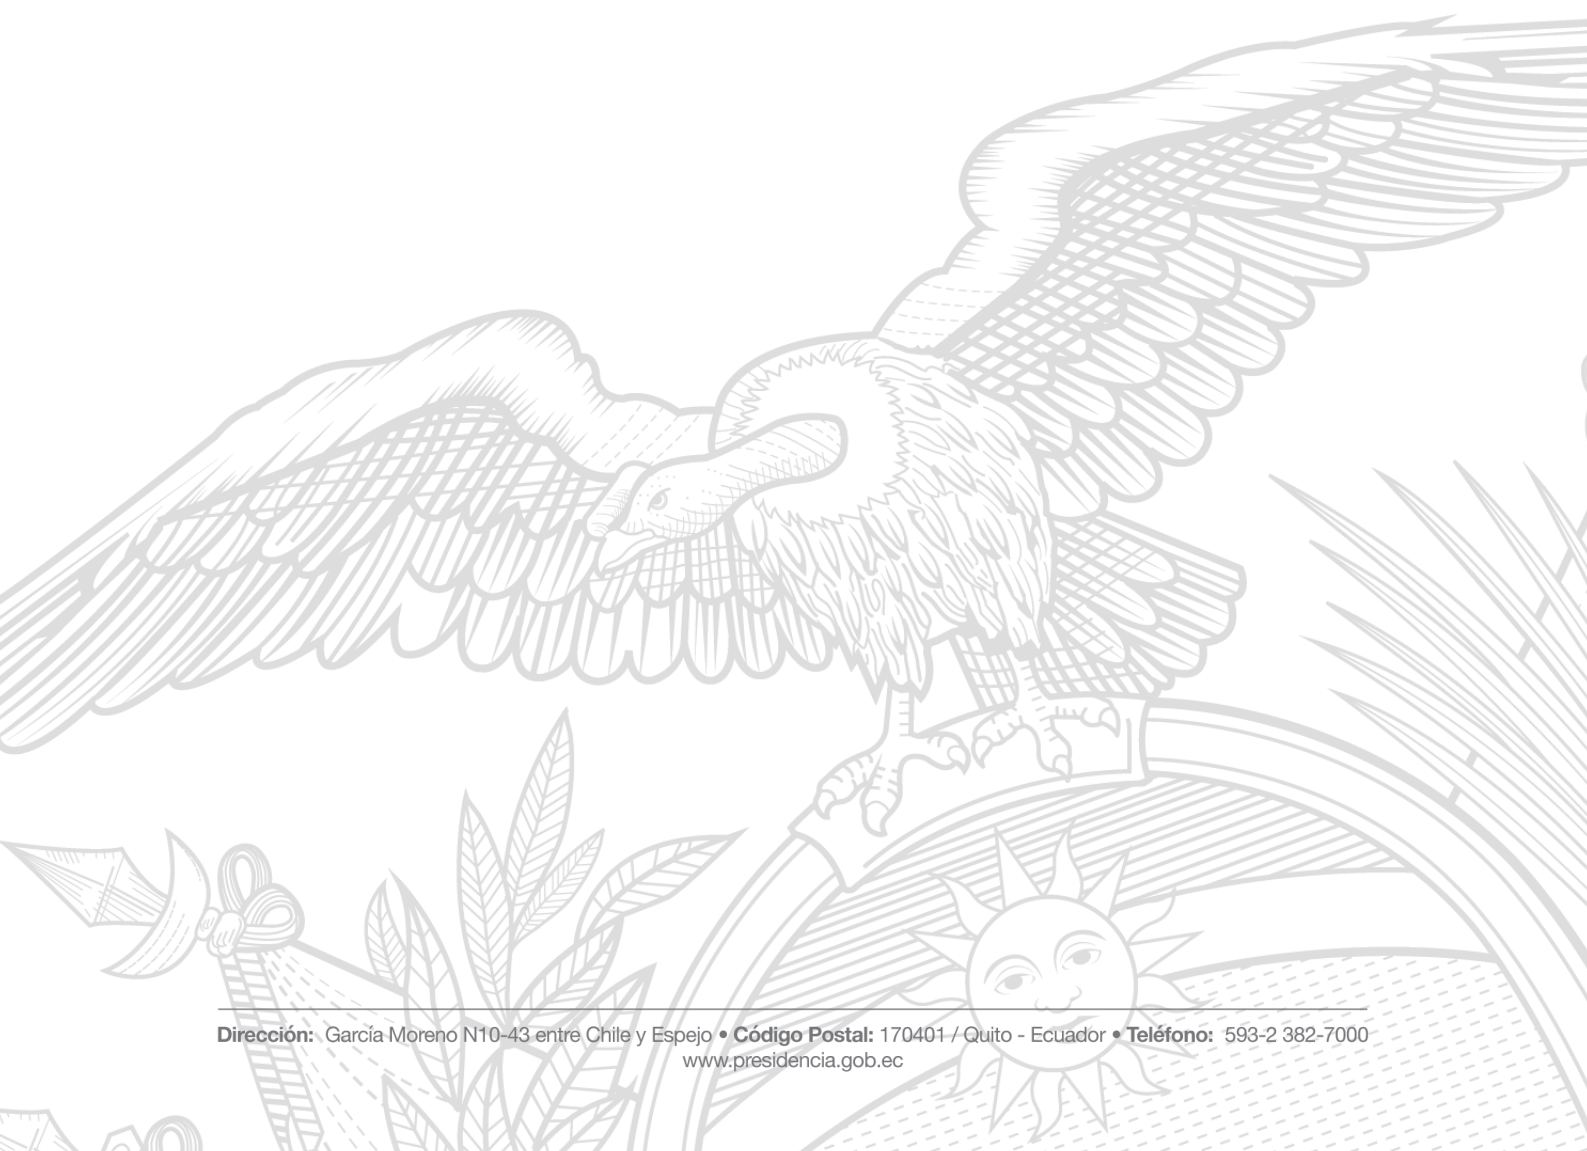 Dirección: García Moreno N10-43 entre Chile y Espejo • Código Postal: 170401 / Quito - Ecuador • Teléfono: 593-2 382-7000
www.presidencia.gob.ec